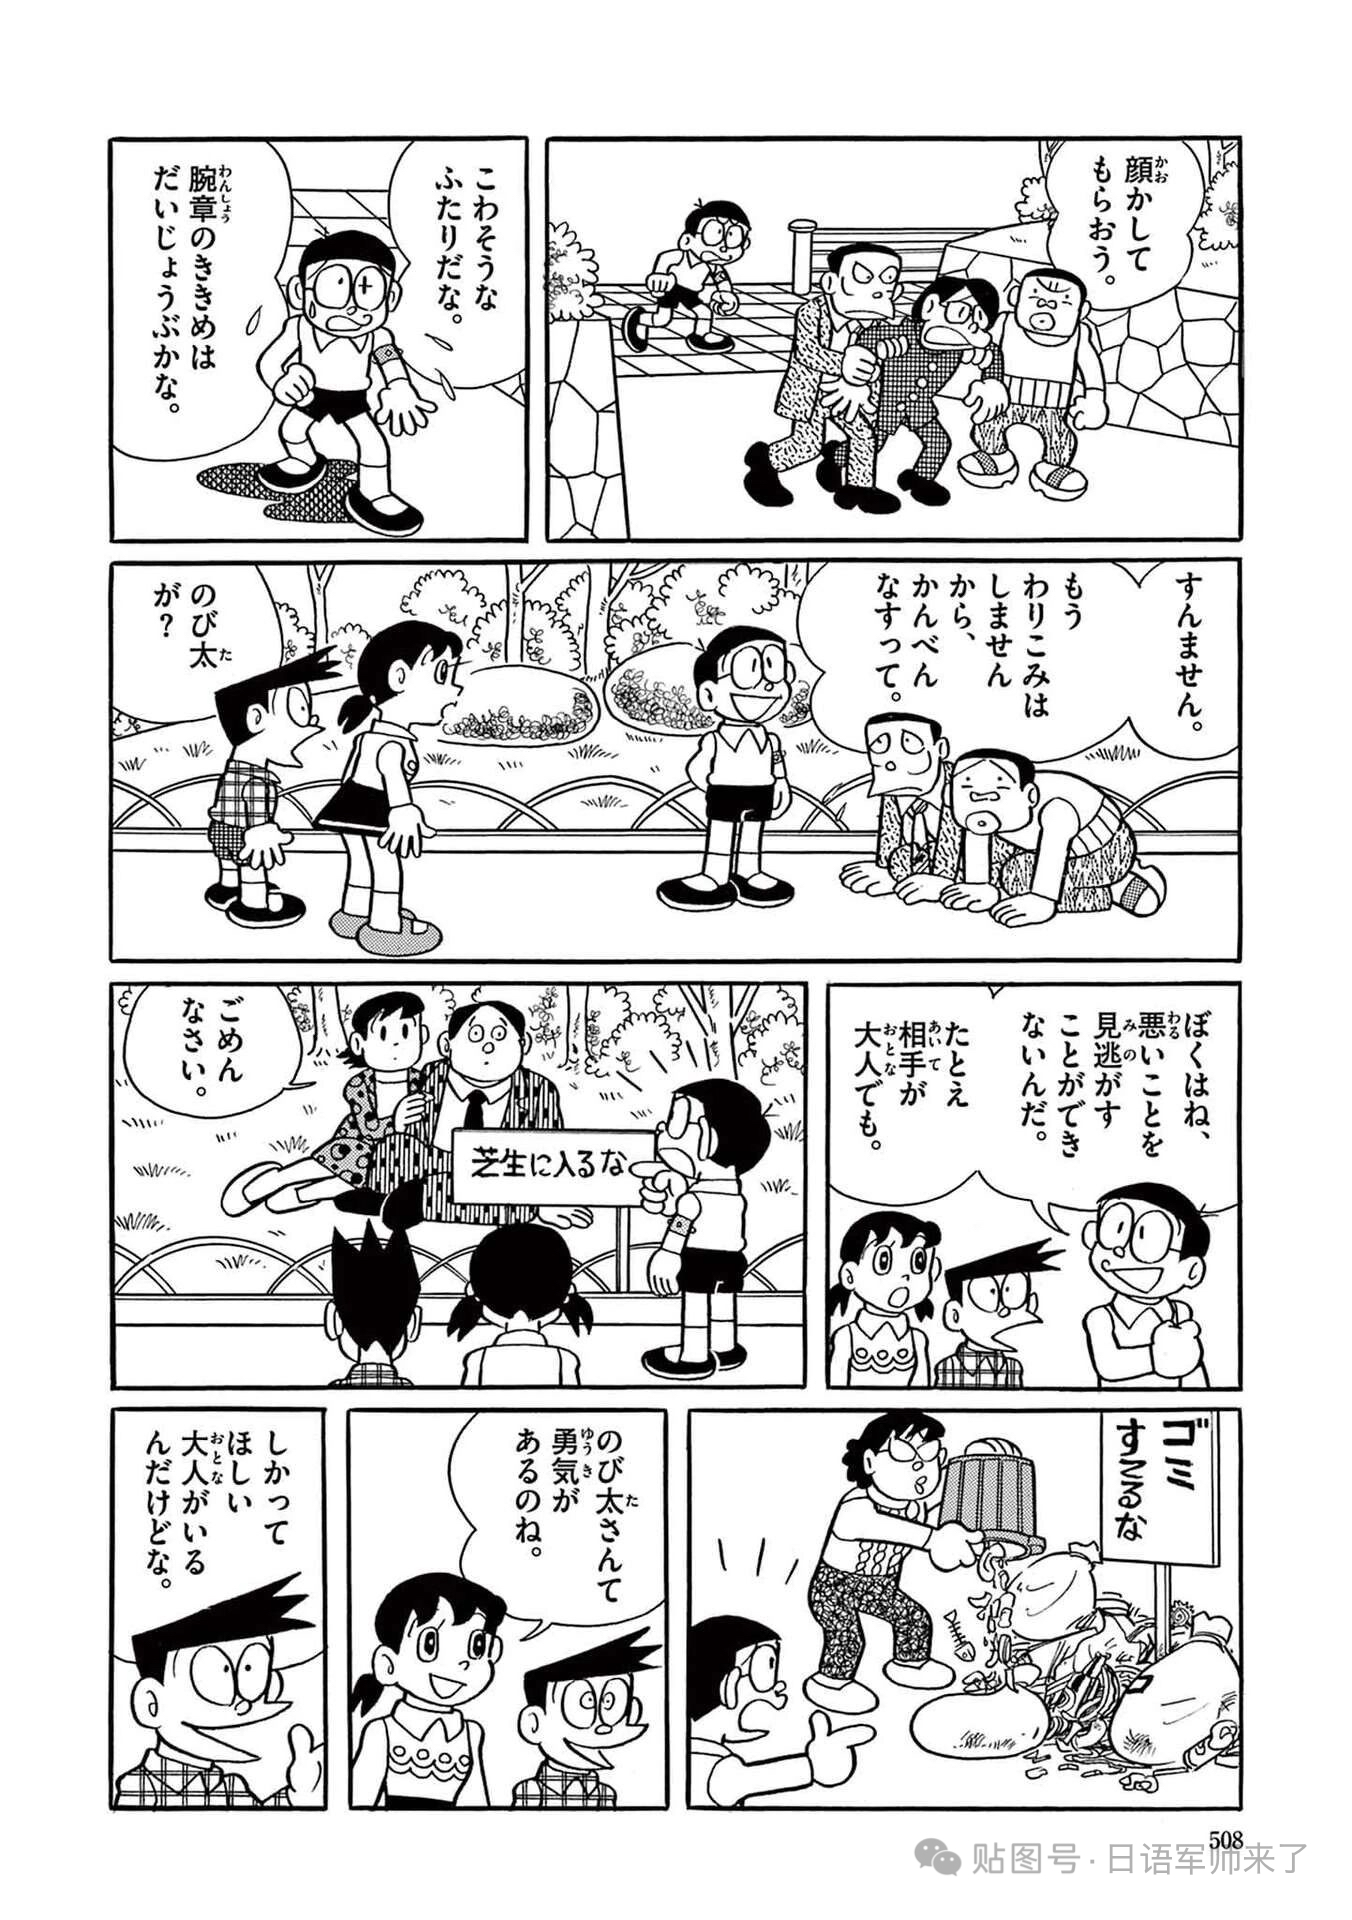 顔かして
もらおう。
こわそうな
ふたりだな。
腕章のききめは
だいじょうぶかな。
すんません。
もう
わりこみは
しません
から、
かんべん
なすって。
のび太
が？
ぼくはね、
悪いことを
見逃がす
ことができ
ないんだ。
たとえ
相手が
大人でも。
芝生に入るな
ごめん
なさい。
ゴミ
すてるな
のび太さんて
勇気が
あるのね。
しかって
ほしい
大人がいる
んだけどな。
508
贴图号·日语军师来了